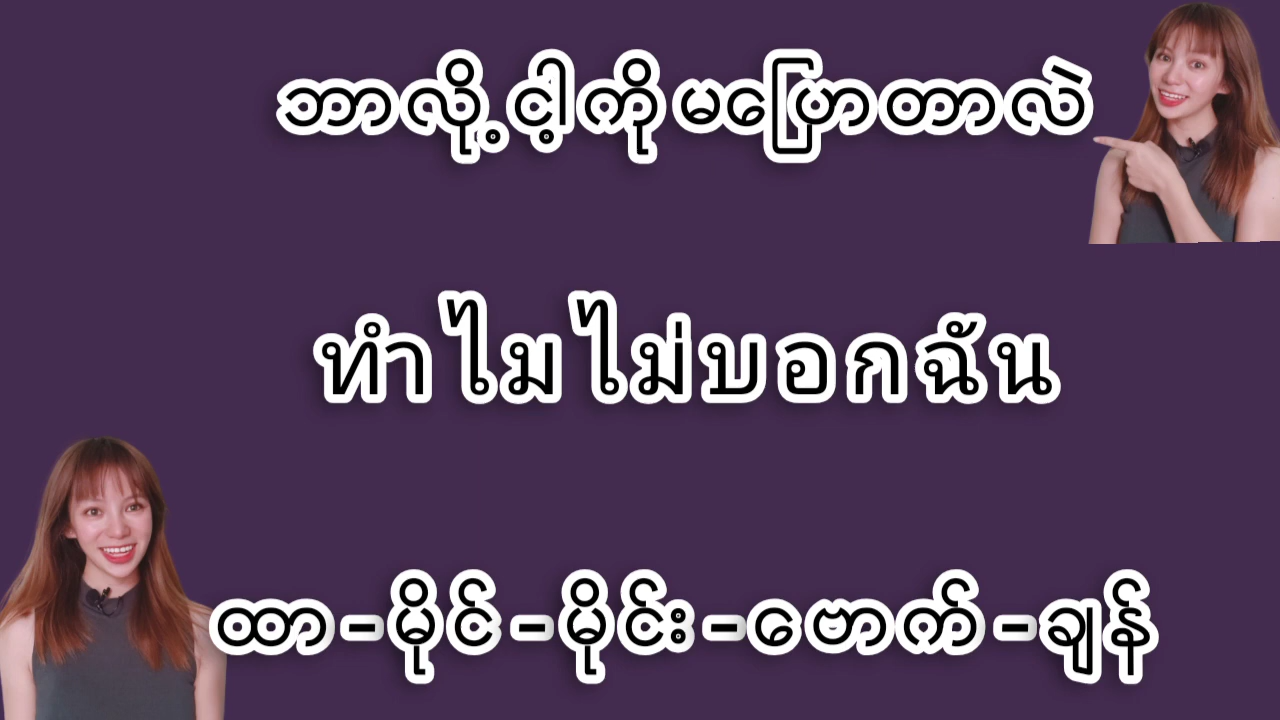 ဘာလို့ငါ့ကိုမပြောတာလဲ
ทำไมไม่บอกฉัน
ထာ-မိုင်-မိုင်း-ဗောက်-ချန်